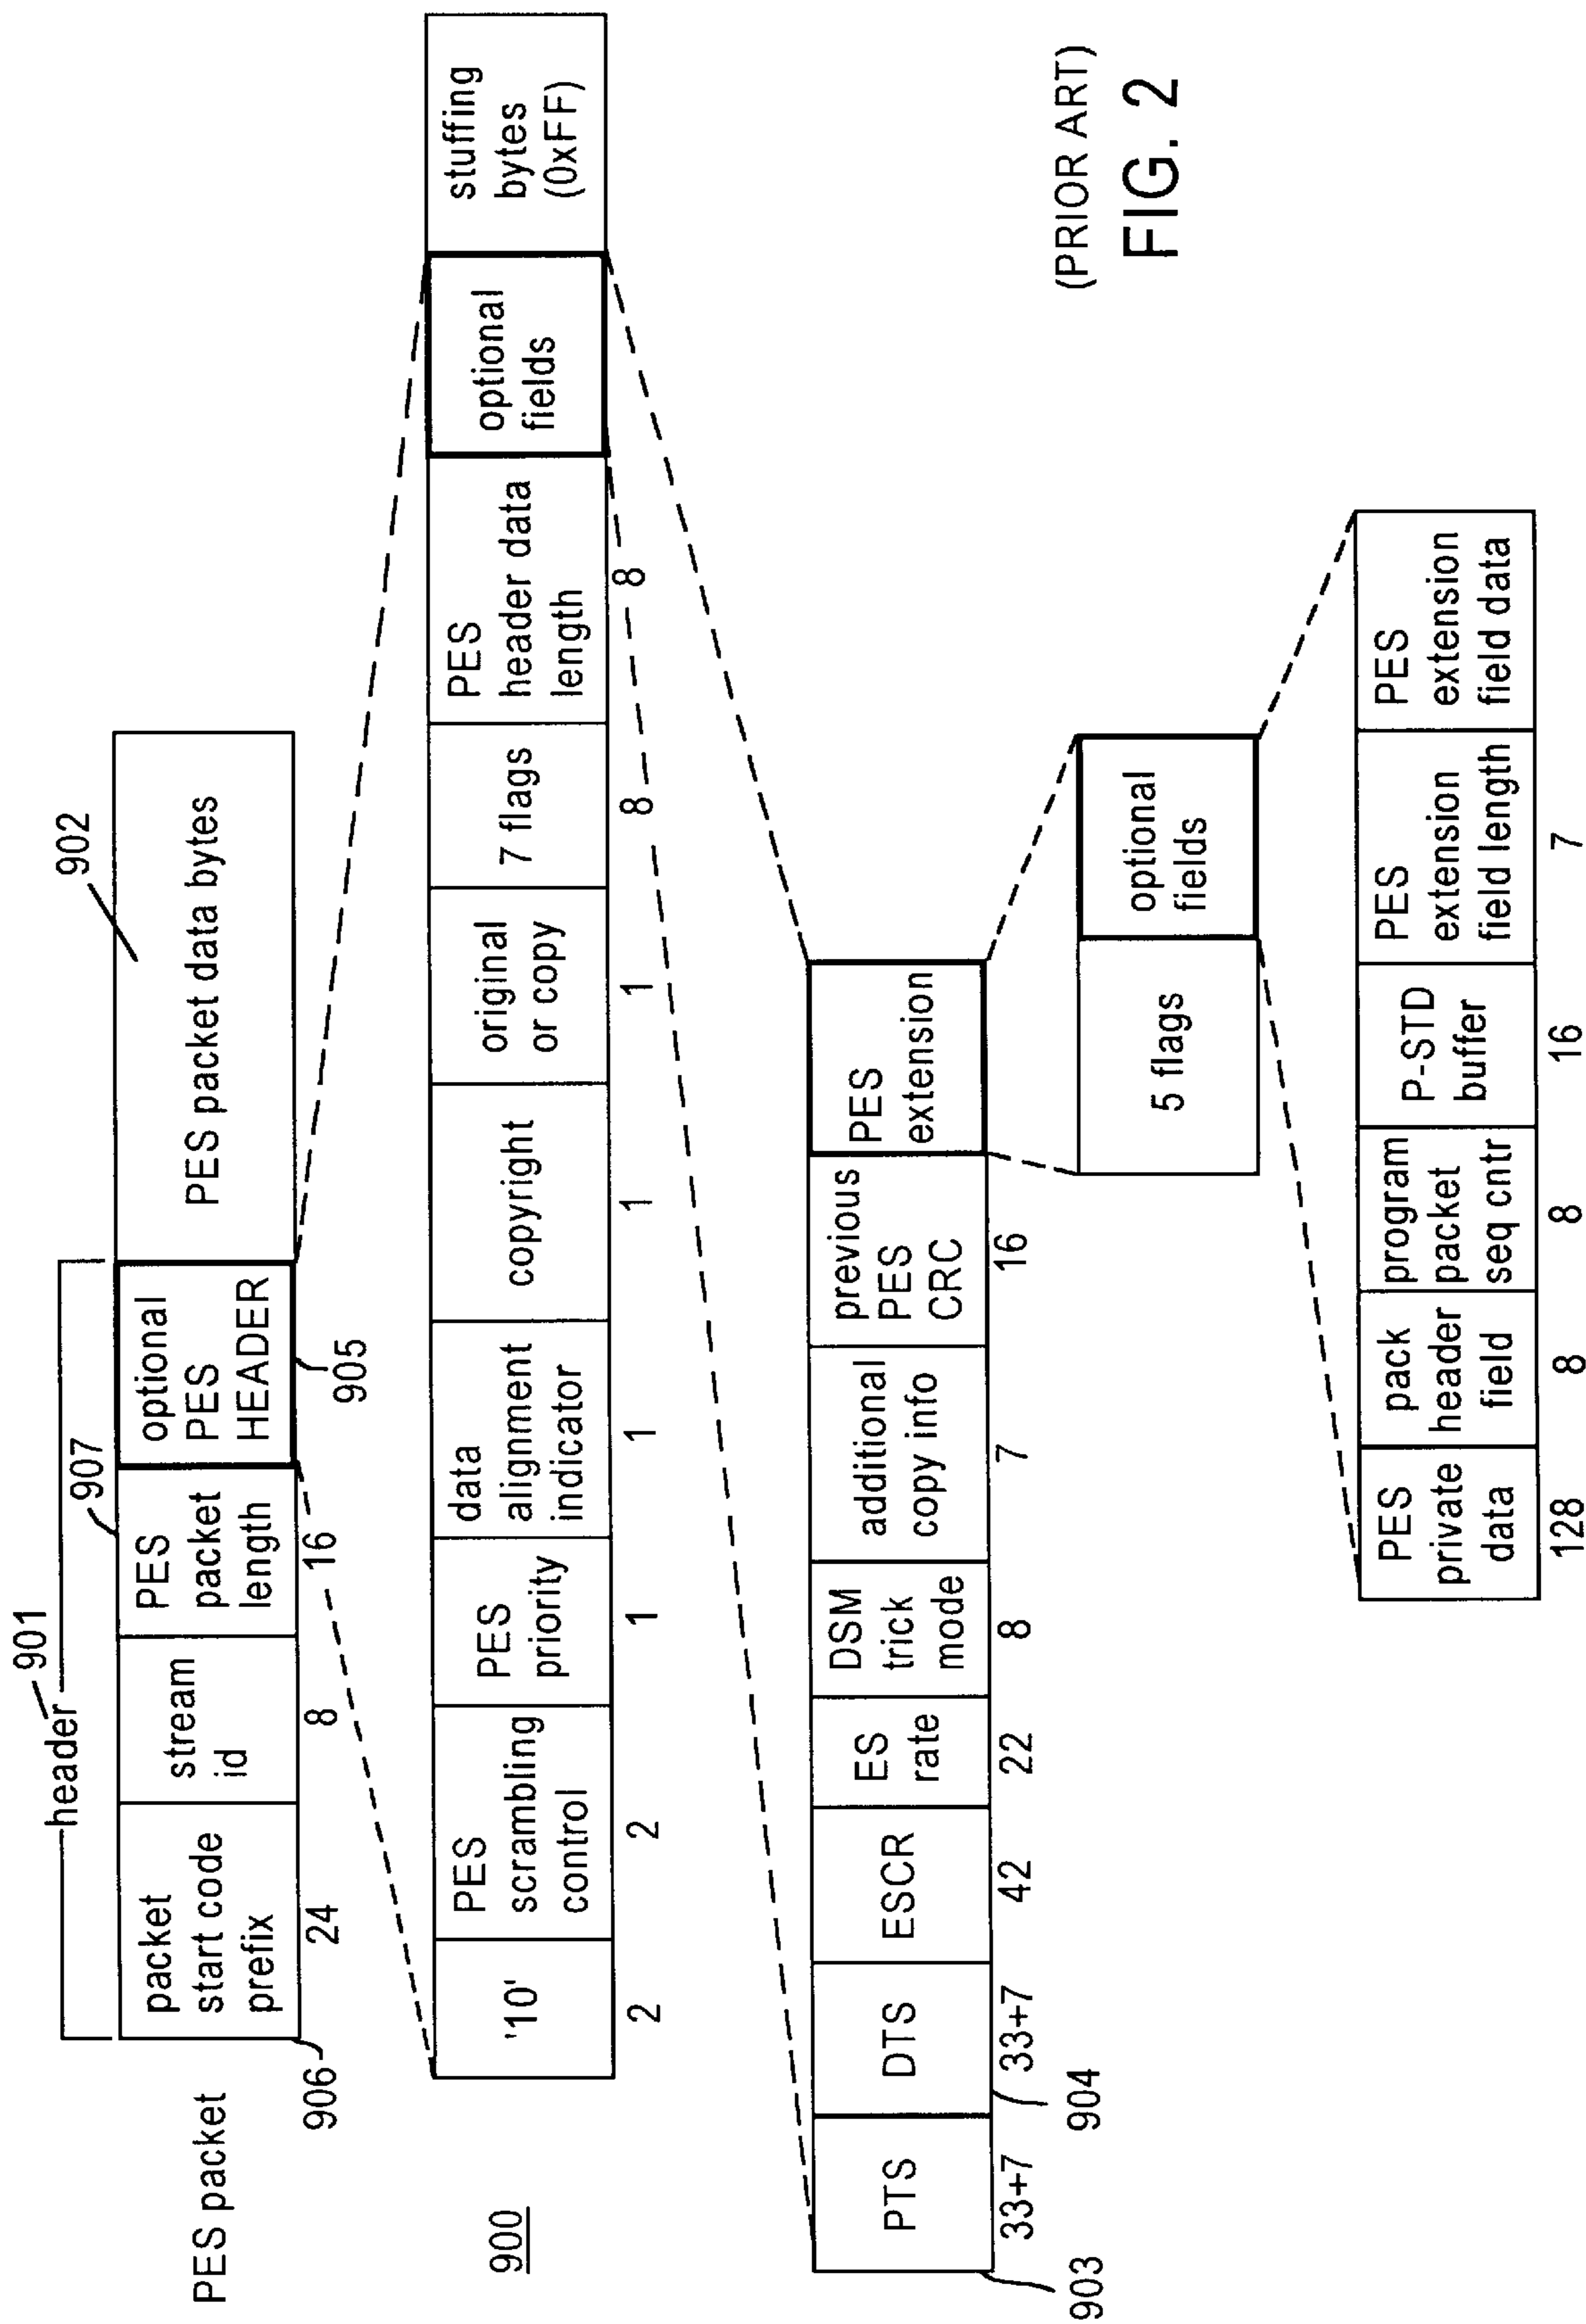 901
header
907
902
PES packet
packet
start code
prefix
stream
id
PES
packet
length
optional
PES
HEADER
PES packet data bytes
906
24
8
16
905
900
'10'
PES
scrambling
control
PES
priority
data
alignment
indicator
copyright
original
or copy
7 flags
PES
header data
length
optional
fields
stuffing
bytes
(0xFF)
2
2
1
1
1
1
8
8
PTS
DTS
ESCR
ES
rate
DSM
trick
mode
additional
copy info
previous
PES
CRC
PES
extension
903
33+7
904
33+7
42
22
8
7
16
5 flags
optional
fields
PES
private
data
pack
header
field
program
packet
seq cntr
P-STD
buffer
PES
extension
field length
PES
extension
field data
128
8
8
16
7
(PRIOR ART)
FIG. 2